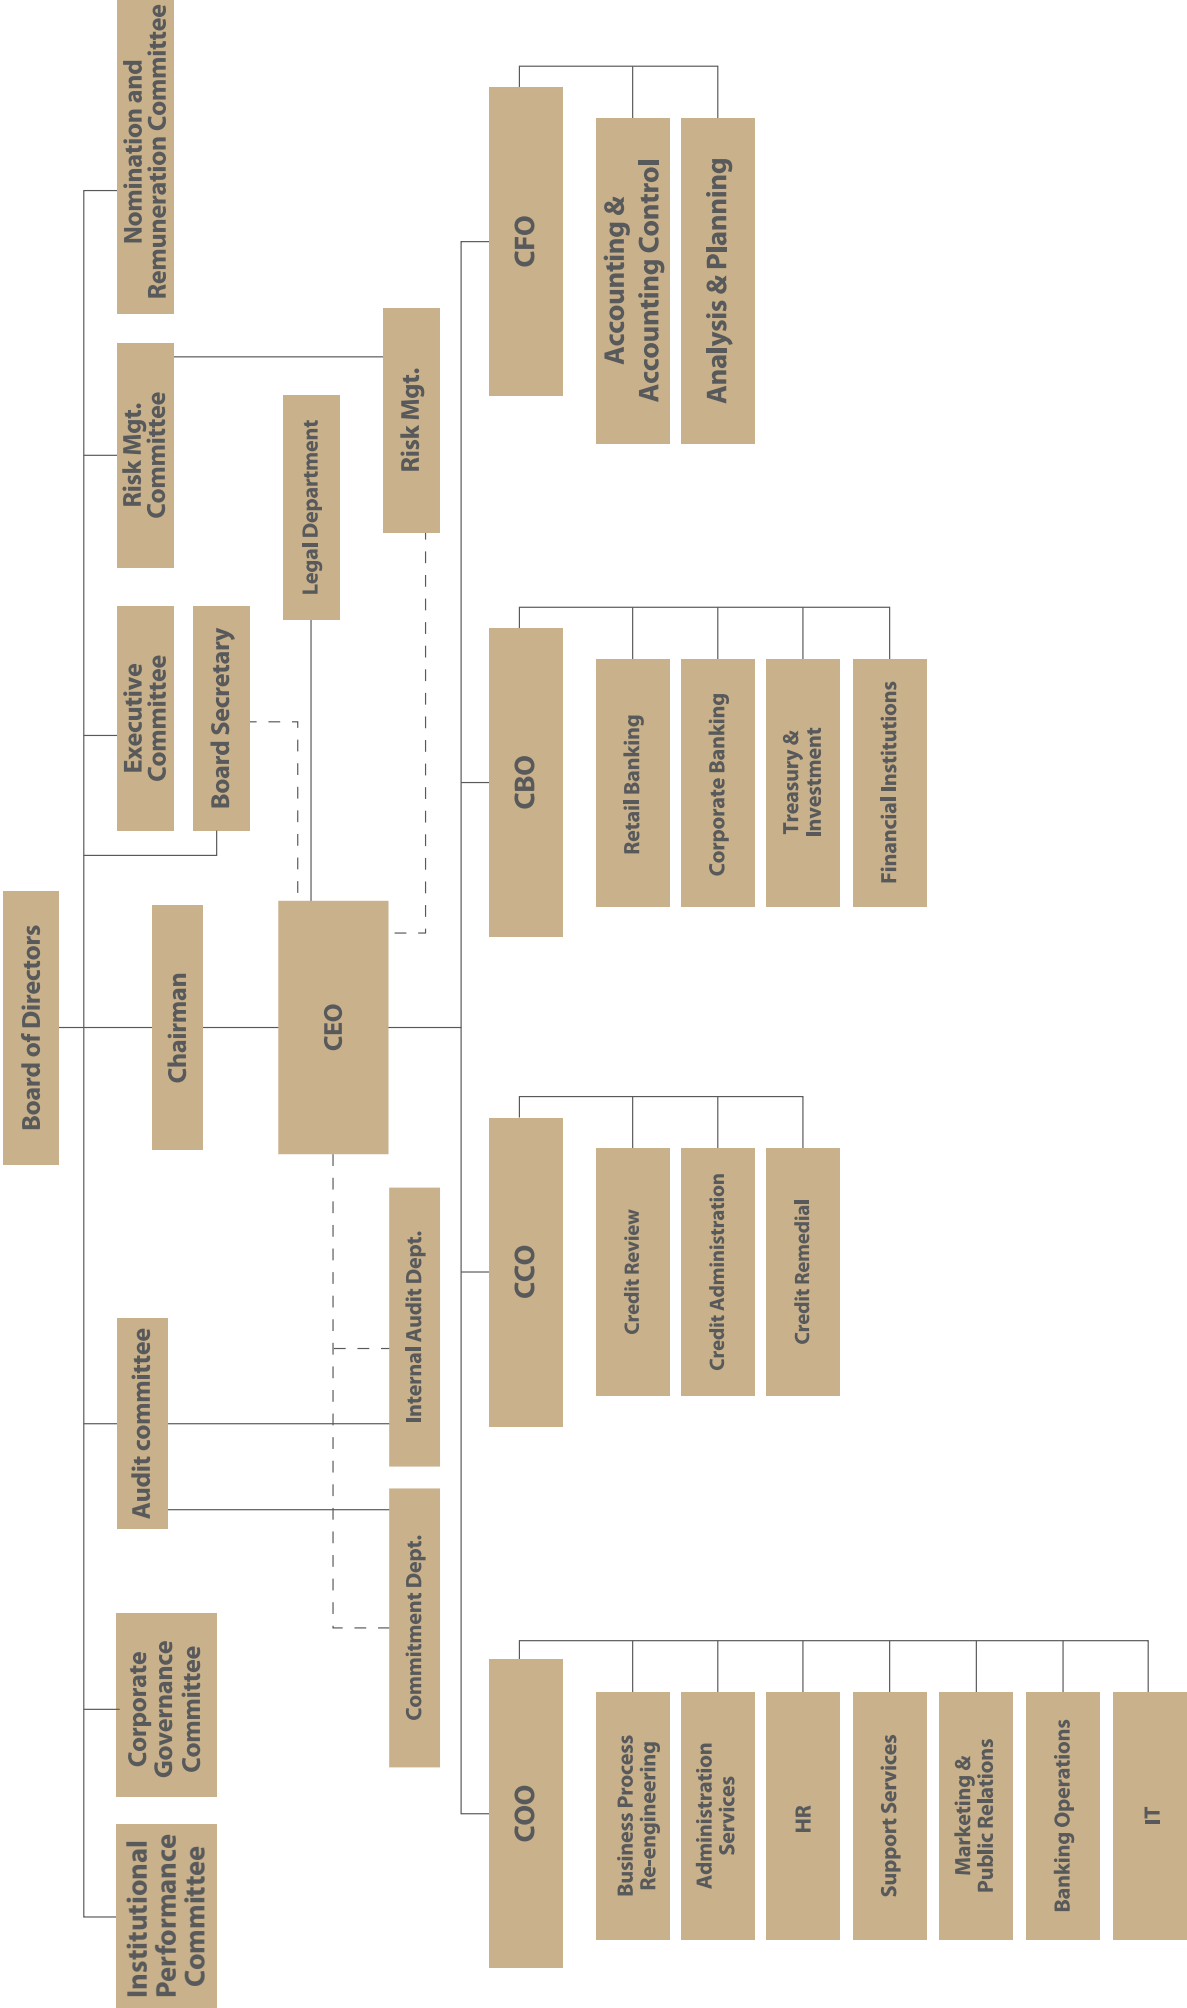 Board of Directors
Institutional
Performance
Committee
Corporate
Governance
Committee
Audit committee
Chairman
Executive
Committee
Risk Mgt.
Committee
Nomination and
Remuneration Committee
Board Secretary
CEO
Legal Department
Commitment Dept.
Internal Audit Dept.
Risk Mgt.
COO
CCO
CBO
CFO
Business Process
Re-engineering
Administration
Services
HR
Support Services
Marketing &
Public Relations
Banking Operations
IT
Credit Review
Credit Administration
Credit Remedial
Retail Banking
Corporate Banking
Treasury &
Investment
Financial Institutions
Accounting &
Accounting Control
Analysis & Planning